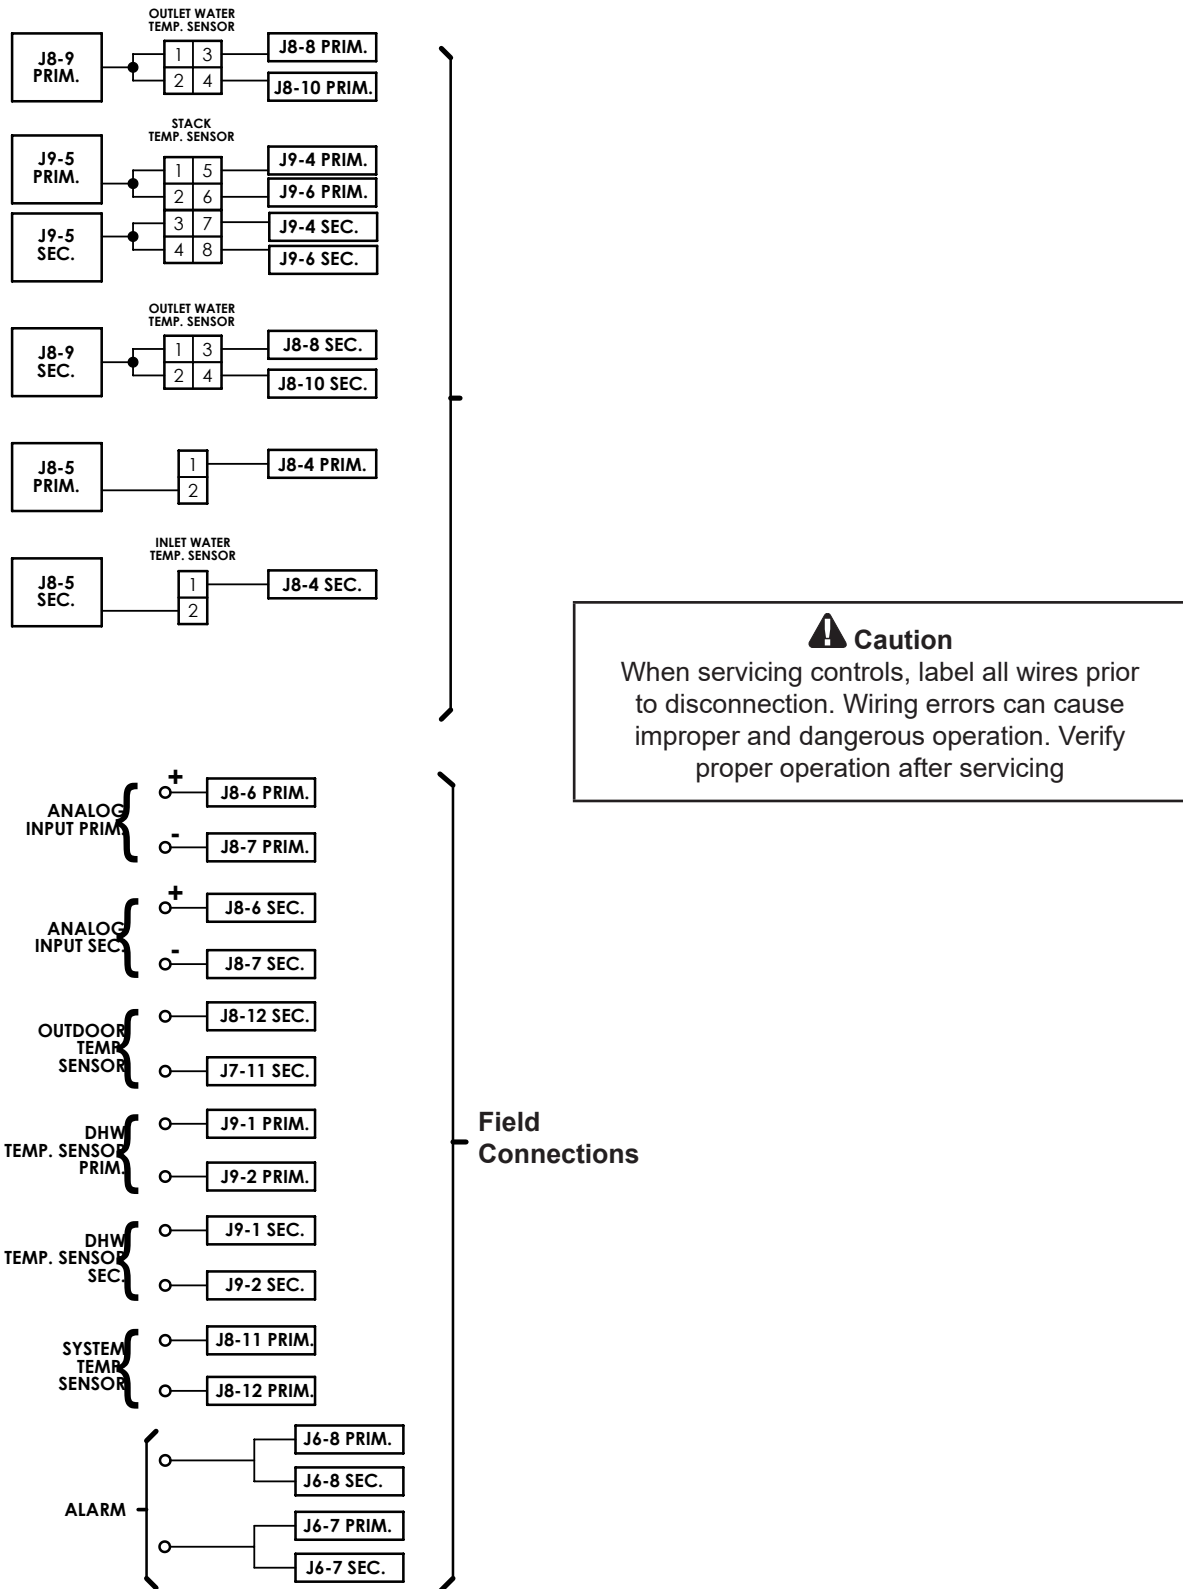 OUTLET WATER
TEMP. SENSOR
J8-9
PRIM.
1 3
2 4
J8-8 PRIM.
J8-10 PRIM.
STACK
TEMP. SENSOR
J9-5
PRIM.
J9-5
SEC.
1 5
2 6
3 7
4 8
J9-4 PRIM.
J9-6 PRIM.
J9-4 SEC.
J9-6 SEC.
OUTLET WATER
TEMP. SENSOR
J8-9
SEC.
1 3
2 4
J8-8 SEC.
J8-10 SEC.
J8-5
PRIM.
1
2
J8-4 PRIM.
INLET WATER
TEMP. SENSOR
J8-5
SEC.
1
2
J8-4 SEC.
Caution
When servicing controls, label all wires prior
to disconnection. Wiring errors can cause
improper and dangerous operation. Verify
proper operation after servicing
ANALOG
INPUT PRIM.
+
J8-6 PRIM.
-
J8-7 PRIM.
ANALOG
INPUT SEC.
+
J8-6 SEC.
-
J8-7 SEC.
OUTDOOR
TEMP.
SENSOR
J8-12 SEC.
J7-11 SEC.
DHW
TEMP. SENSOR
PRIM.
J9-1 PRIM.
J9-2 PRIM.
DHW
TEMP. SENSOR
SEC.
J9-1 SEC.
J9-2 SEC.
SYSTEM
TEMP.
SENSOR
J8-11 PRIM.
J8-12 PRIM.
ALARM
J6-8 PRIM.
J6-8 SEC.
J6-7 PRIM.
J6-7 SEC.
Field
Connections